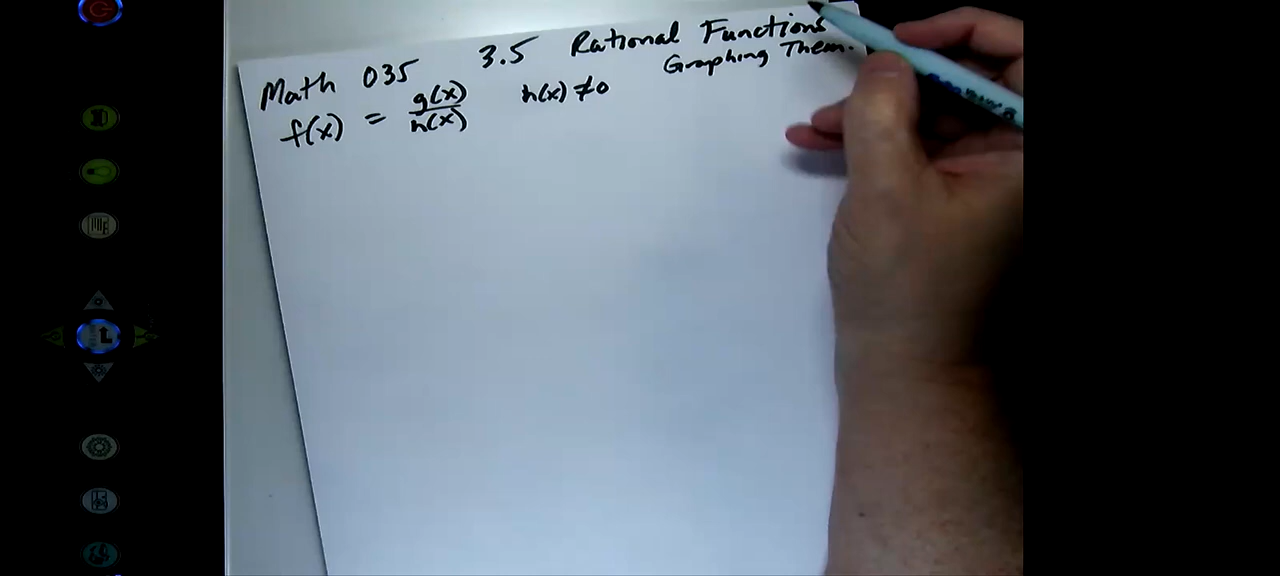 Math 035 3.5 Rational Functions
Graphing Them.
f(x) = g(x)/h(x) h(x) ≠ 0